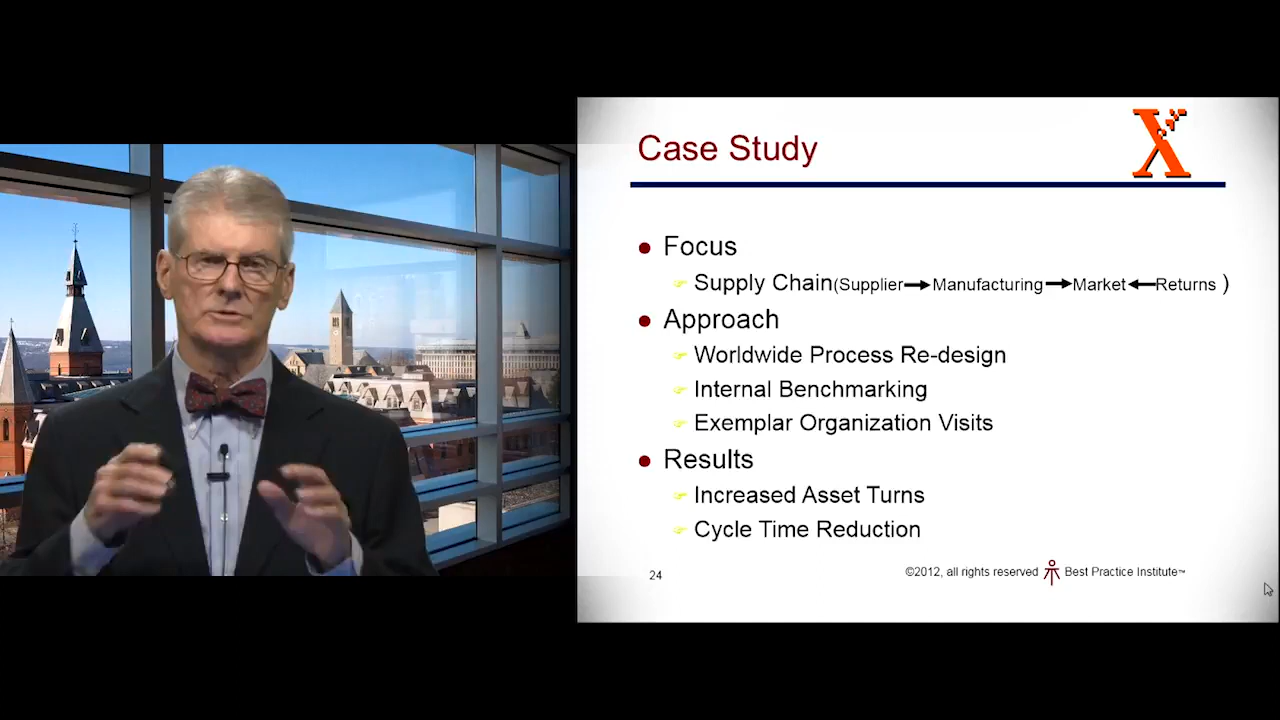 Case Study
X
Focus
Supply Chain(Supplier→Manufacturing→Market←Returns )
Approach
Worldwide Process Re-design
Internal Benchmarking
Exemplar Organization Visits
Results
Increased Asset Turns
Cycle Time Reduction
24
©2012, all rights reserved Best Practice Institute™